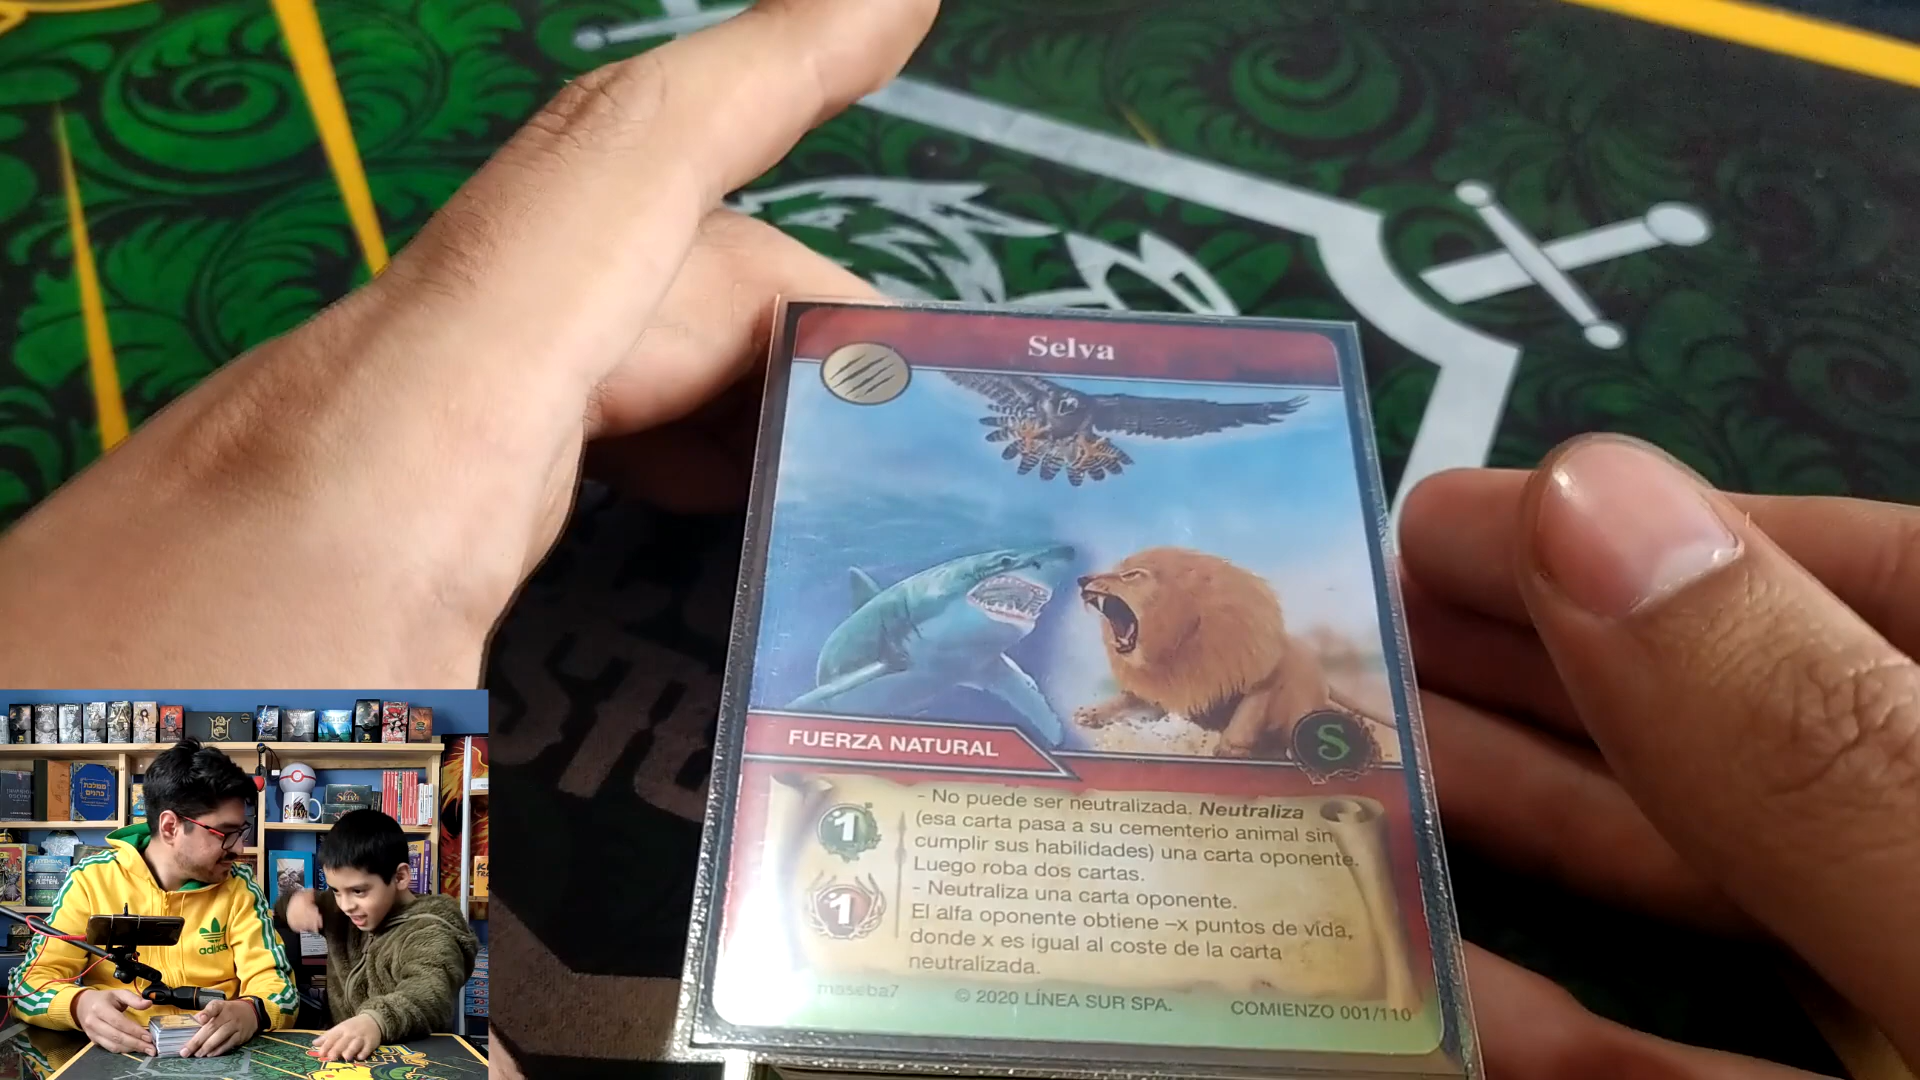 Selva
FUERZA NATURAL
S
1
- No puede ser neutralizada. Neutraliza
(esa carta pasa a su cementerio animal sin
cumplir sus habilidades) una carta oponente.
Luego roba dos cartas.
1
- Neutraliza una carta oponente.
El alfa oponente obtiene –x puntos de vida,
donde x es igual al coste de la carta
neutralizada.
maseba7
© 2020 LÍNEA SUR SPA.
COMIENZO 001/110
adidas